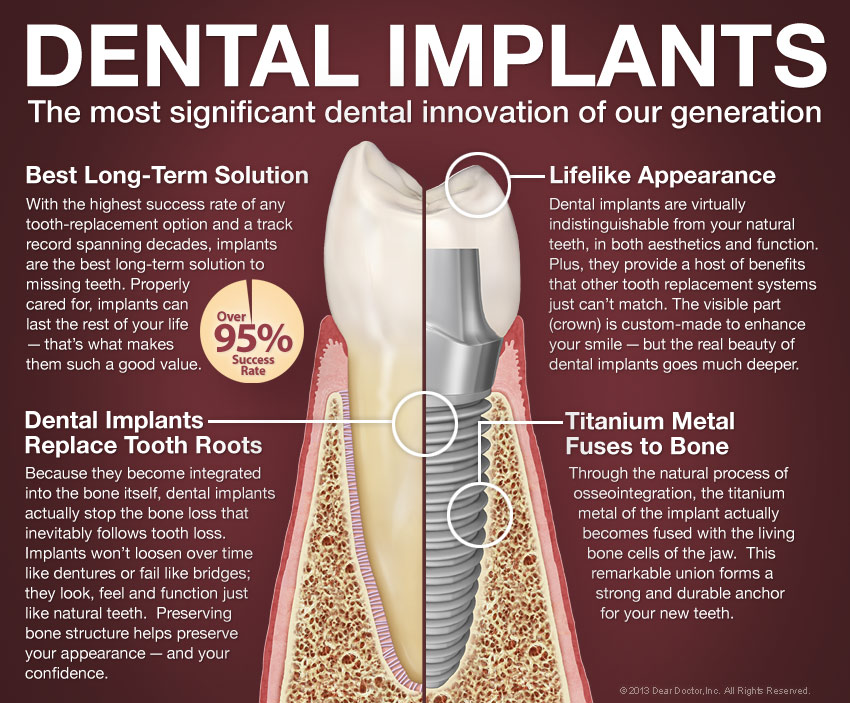 DENTAL IMPLANTS
The most significant dental innovation of our generation
Best Long-Term Solution
With the highest success rate of any
tooth-replacement option and a track
record spanning decades, implants
are the best long-term solution to
missing teeth. Properly
cared for, implants can
last the rest of your life
— that's what makes
them such a good value.
Over
95%
Success
Rate
Lifelike Appearance
Dental implants are virtually
indistinguishable from your natural
teeth, in both aesthetics and function.
Plus, they provide a host of benefits
that other tooth replacement systems
just can't match. The visible part
(crown) is custom-made to enhance
your smile — but the real beauty of
dental implants goes much deeper.
Dental Implants
Replace Tooth Roots
Because they become integrated
into the bone itself, dental implants
actually stop the bone loss that
inevitably follows tooth loss.
Implants won't loosen over time
like dentures or fail like bridges;
they look, feel and function just
like natural teeth.  Preserving
bone structure helps preserve
your appearance — and your
confidence.
Titanium Metal
Fuses to Bone
Through the natural process of
osseointegration, the titanium
metal of the implant actually
becomes fused with the living
bone cells of the jaw.  This
remarkable union forms a
strong and durable anchor
for your new teeth.
©2013 Dear Doctor, Inc. All Rights Reserved.